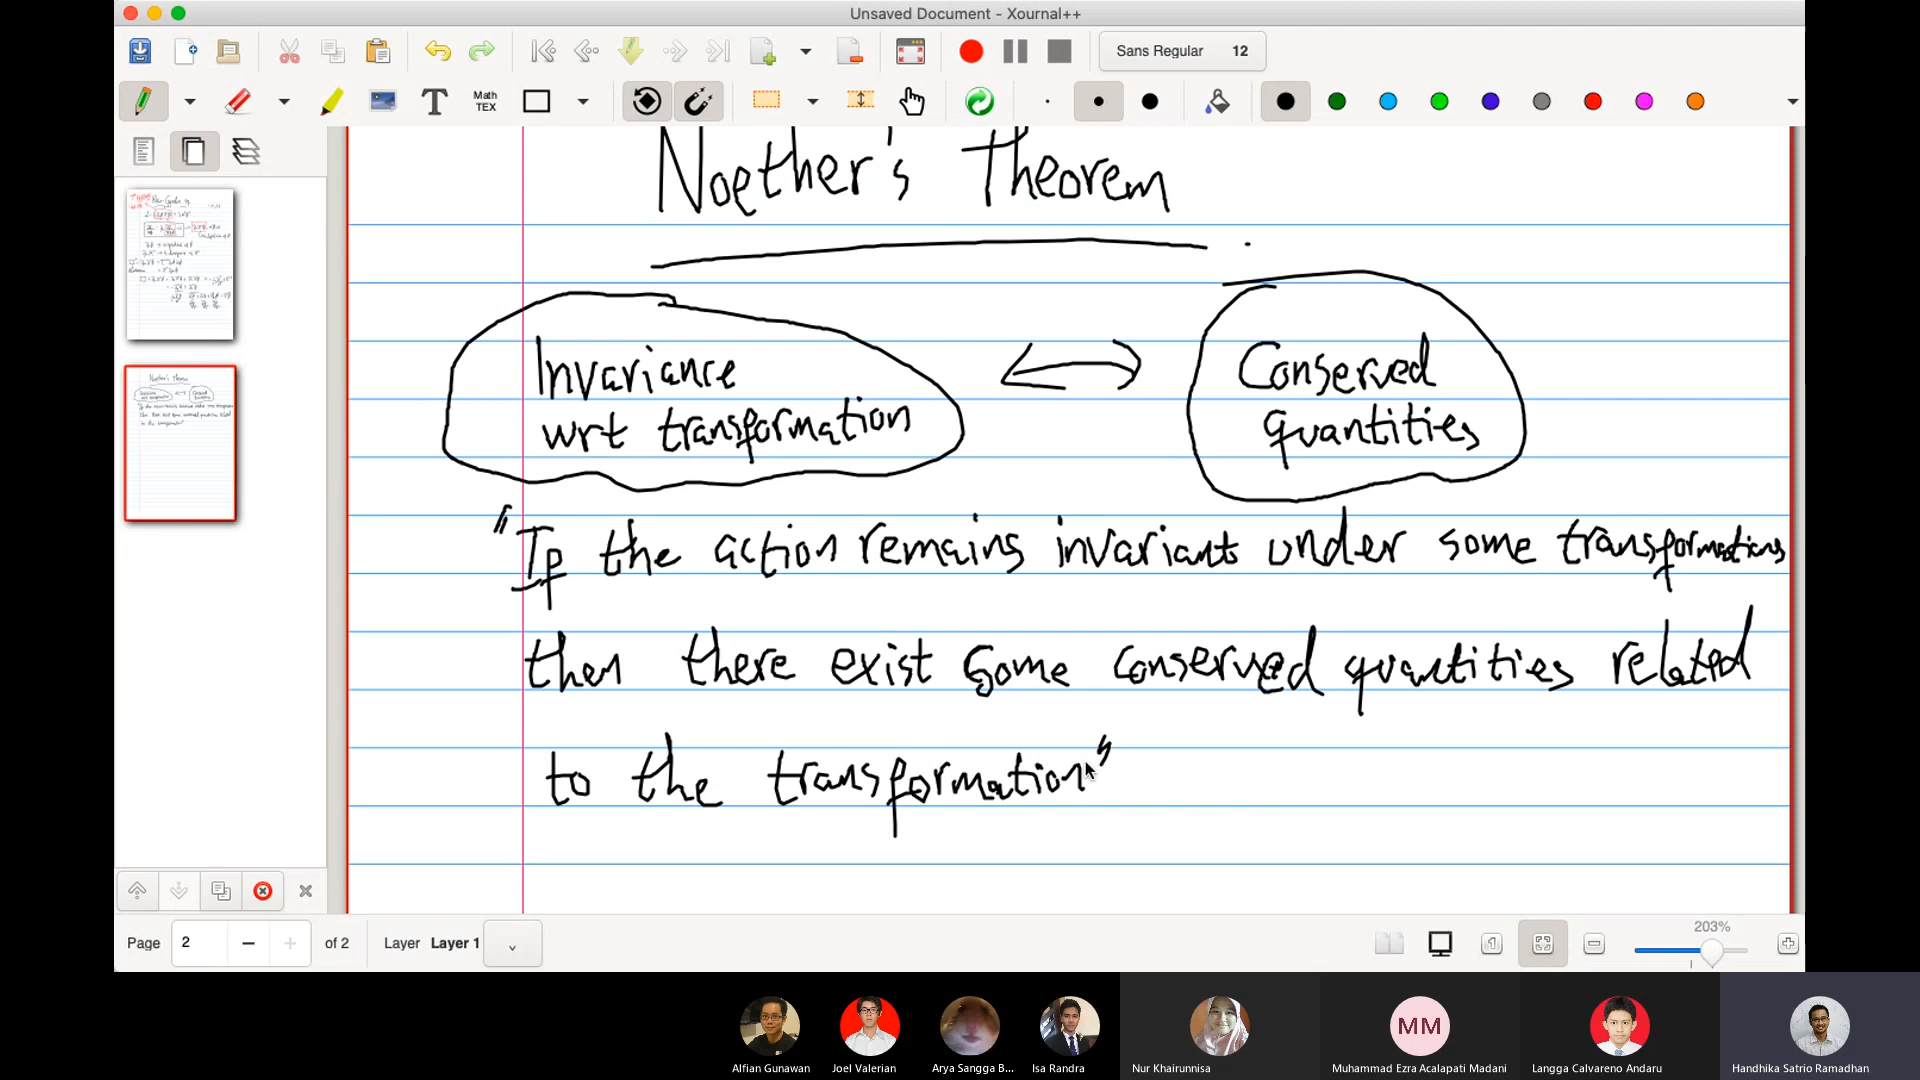 Unsaved Document - Xournal++
Sans Regular 12
Math
TEX
Noether's Theorem
Invariance
wrt transformation
Conserved
quantities
"If the action remains invariant under some transformations
then there exist some conserved quantities related
to the transformation"
Page 2 of 2 Layer Layer 1
203%
Alfian Gunawan
Joel Valerian
Arya Sangga B...
Isa Randra
Nur Khairunnisa
MM
Muhammad Ezra Acalapati Madani
Langga Calvareno Andaru
Handhika Satrio Ramadhan